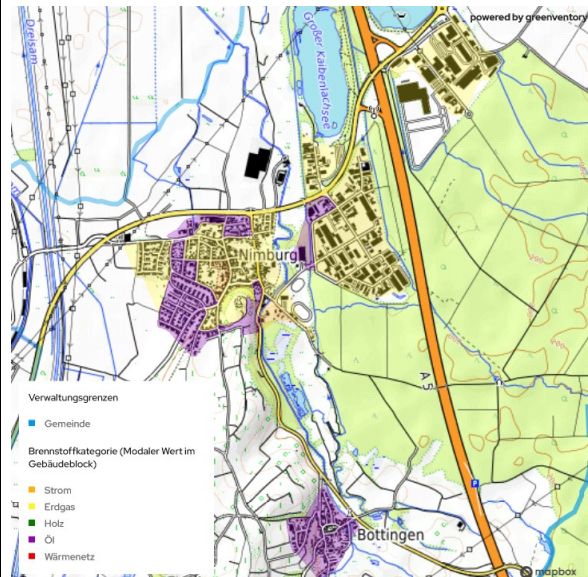 powered by greenventory
Dreisam
Großer Kaibenlachsee
Nimburg
A 5
P
Bottingen
Verwaltungsgrenzen
Gemeinde
Brennstoffkategorie (Modaler Wert im
Gebäudeblock)
Strom
Erdgas
Holz
Öl
Wärmenetz
mapbox